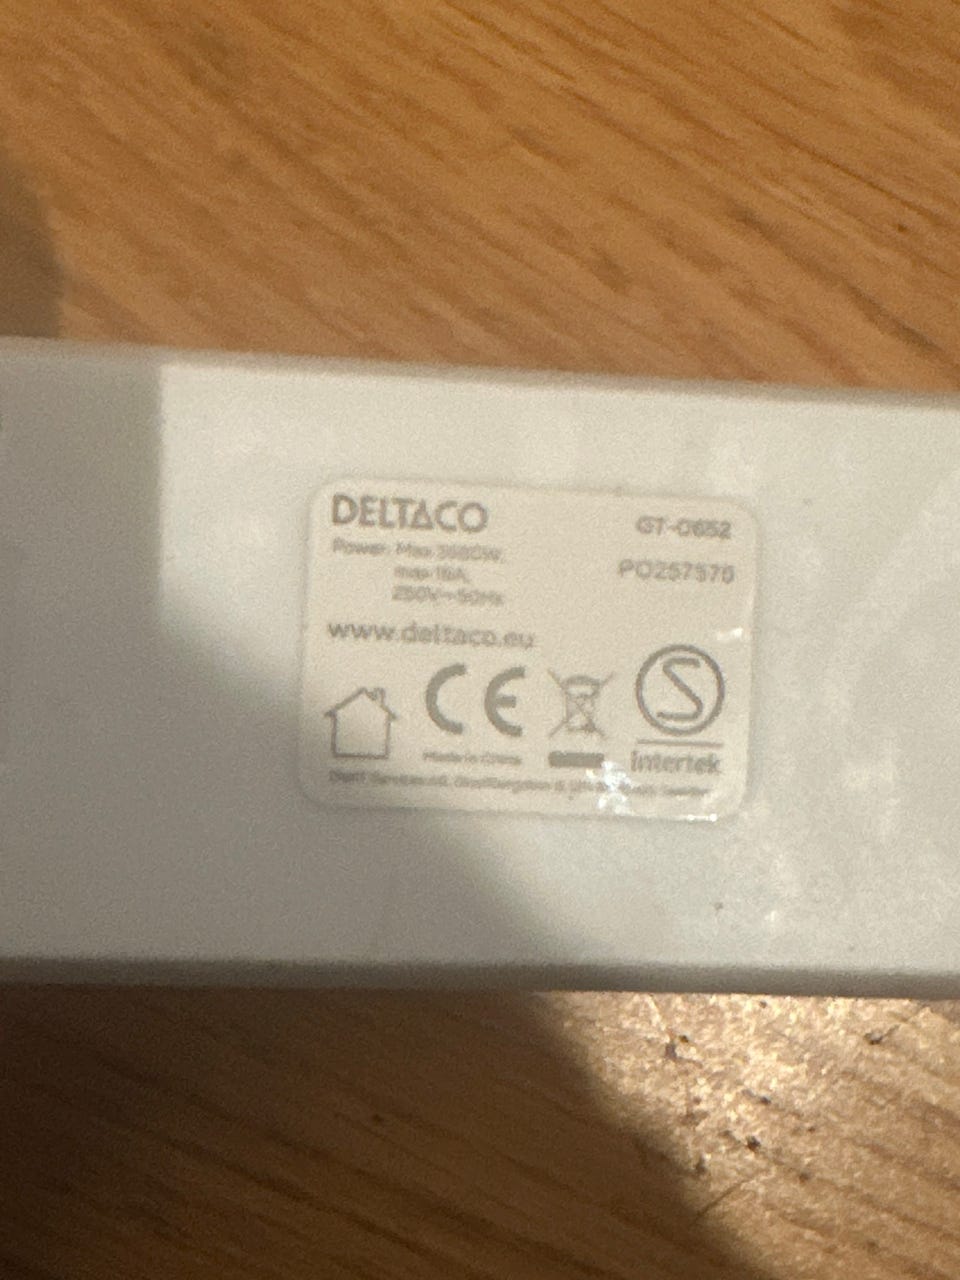 DELTACO
GT-0652
Power: Max 3680W,
max 16A,
250V~50Hz
PO257570
www.deltaco.eu
CE
S
Made in China
Intertek